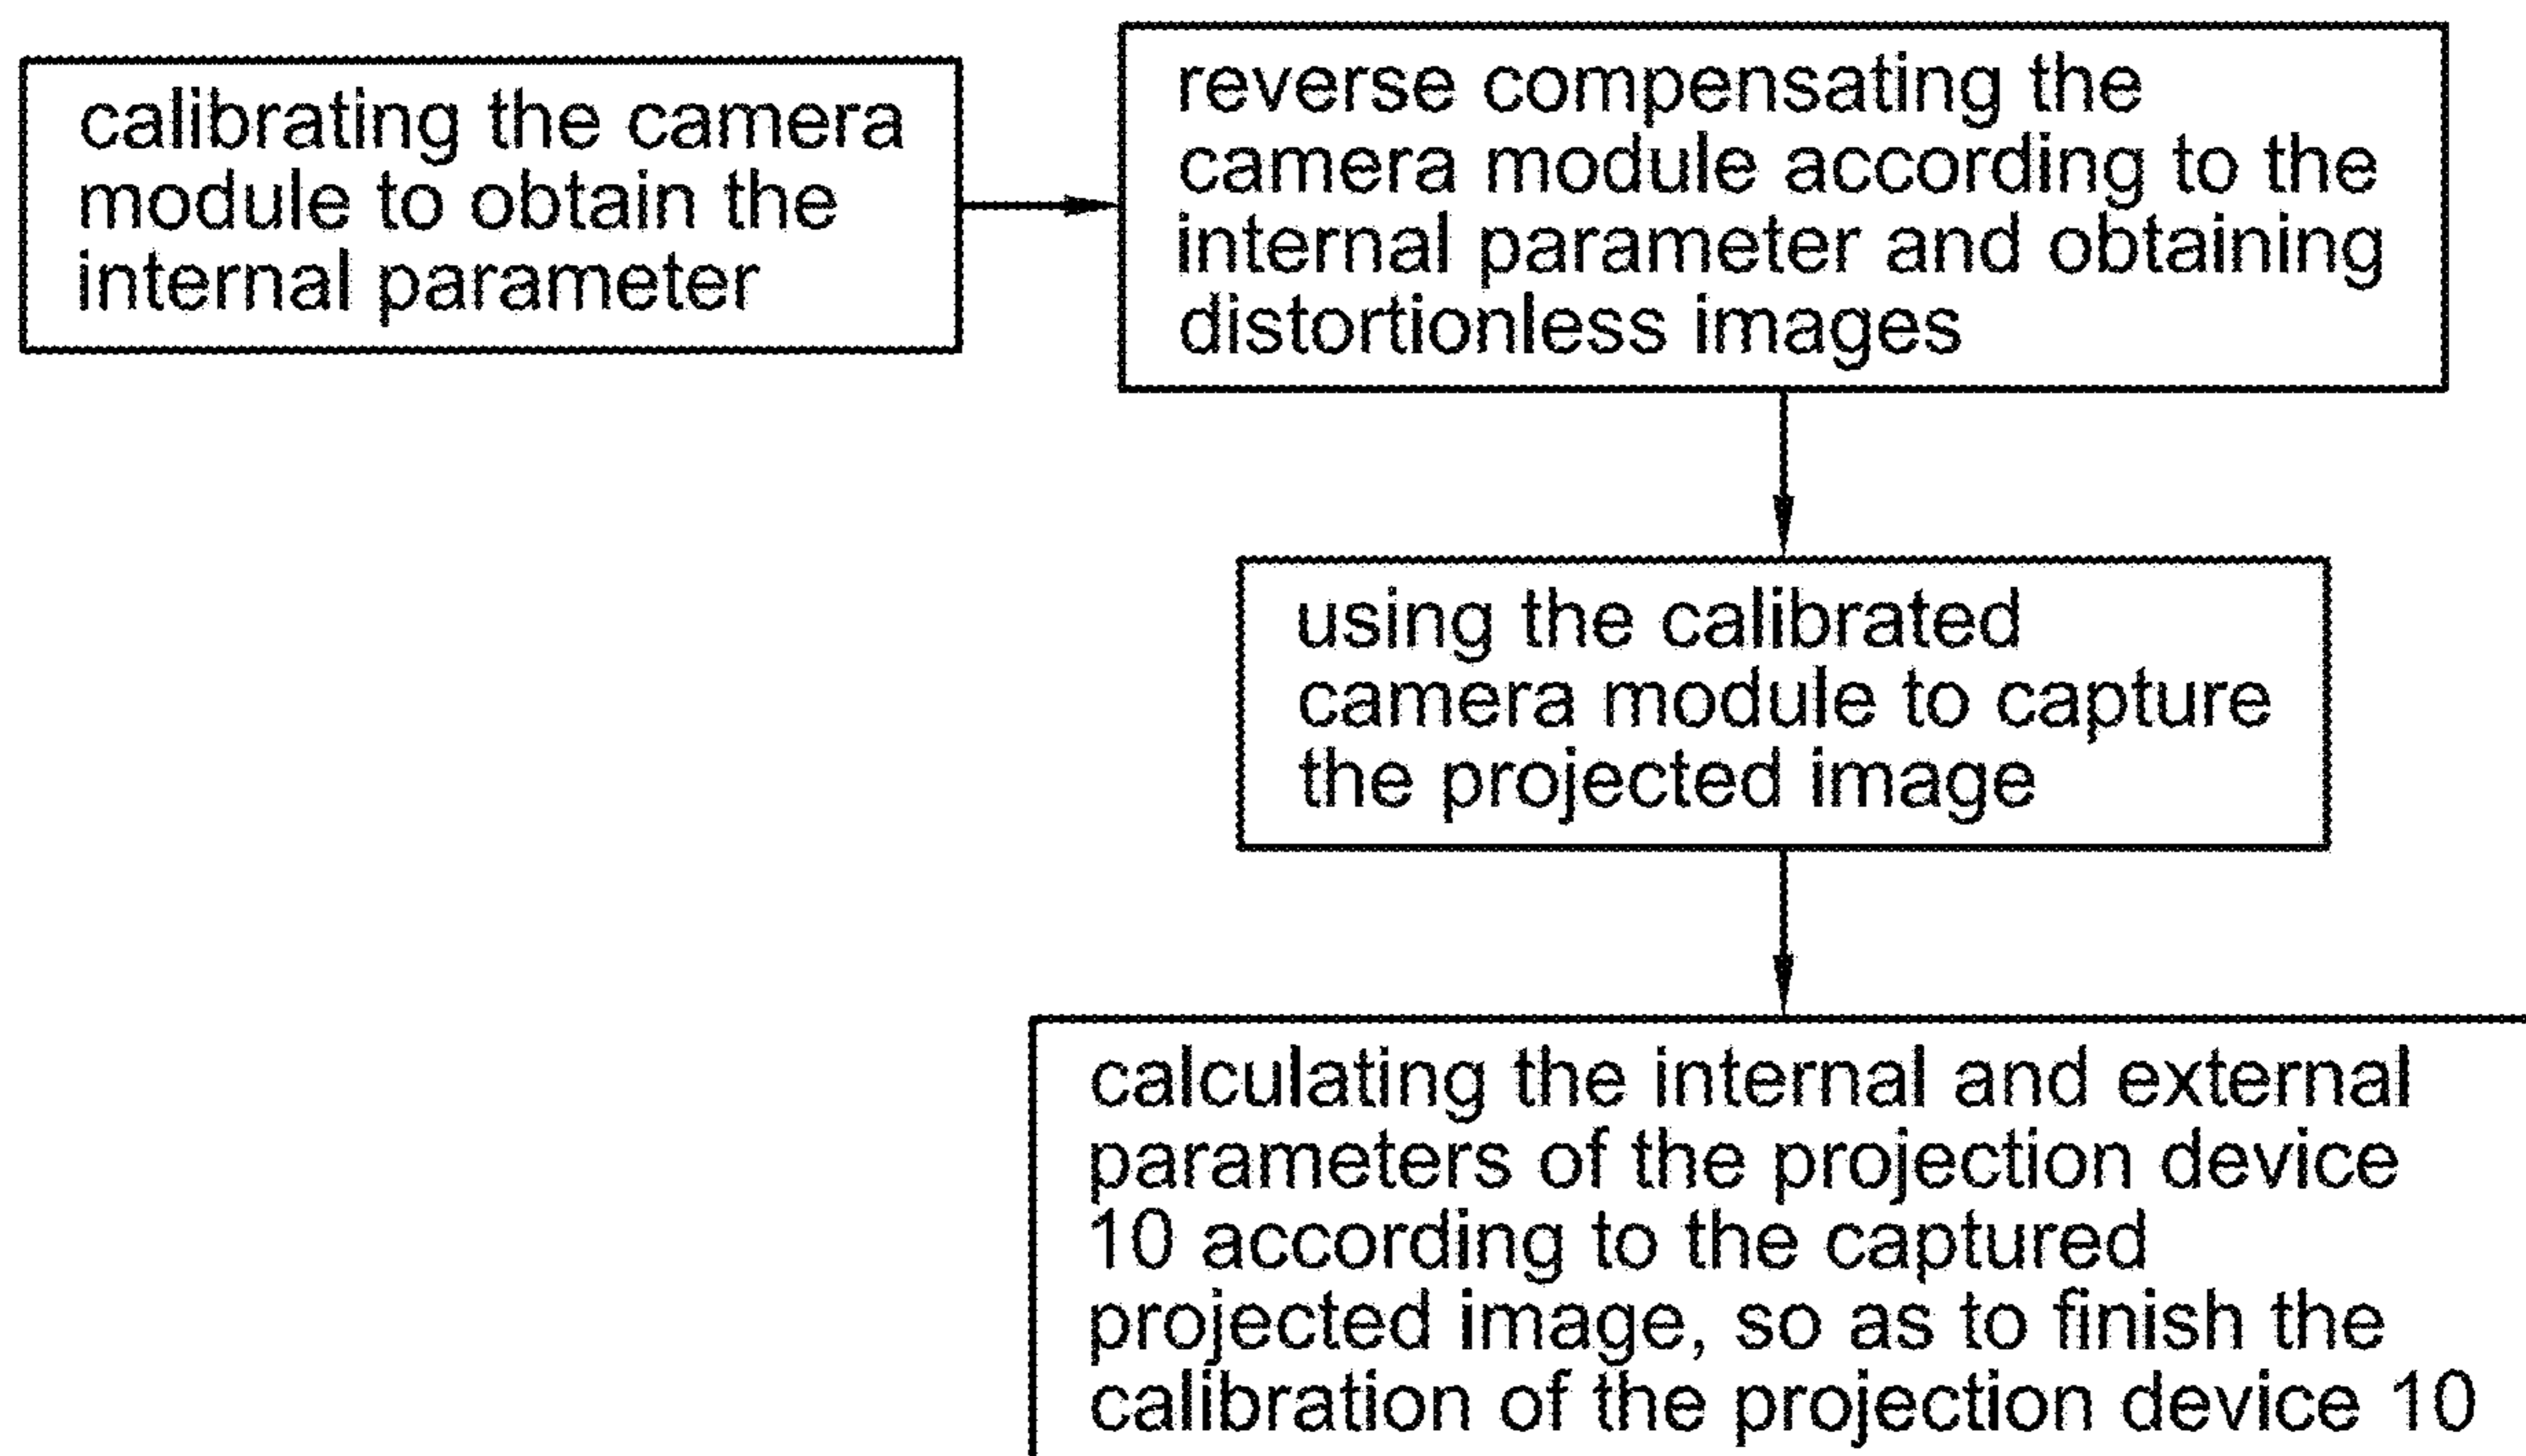 calibrating the camera
module to obtain the
internal parameter
reverse compensating the
camera module according to the
internal parameter and obtaining
distortionless images
using the calibrated
camera module to capture
the projected image
calculating the internal and external
parameters of the projection device
10 according to the captured
projected image, so as to finish the
calibration of the projection device 10